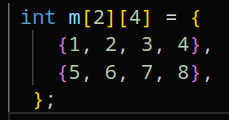 int m[2][4] = {
{1, 2, 3, 4},
{5, 6, 7, 8},
};